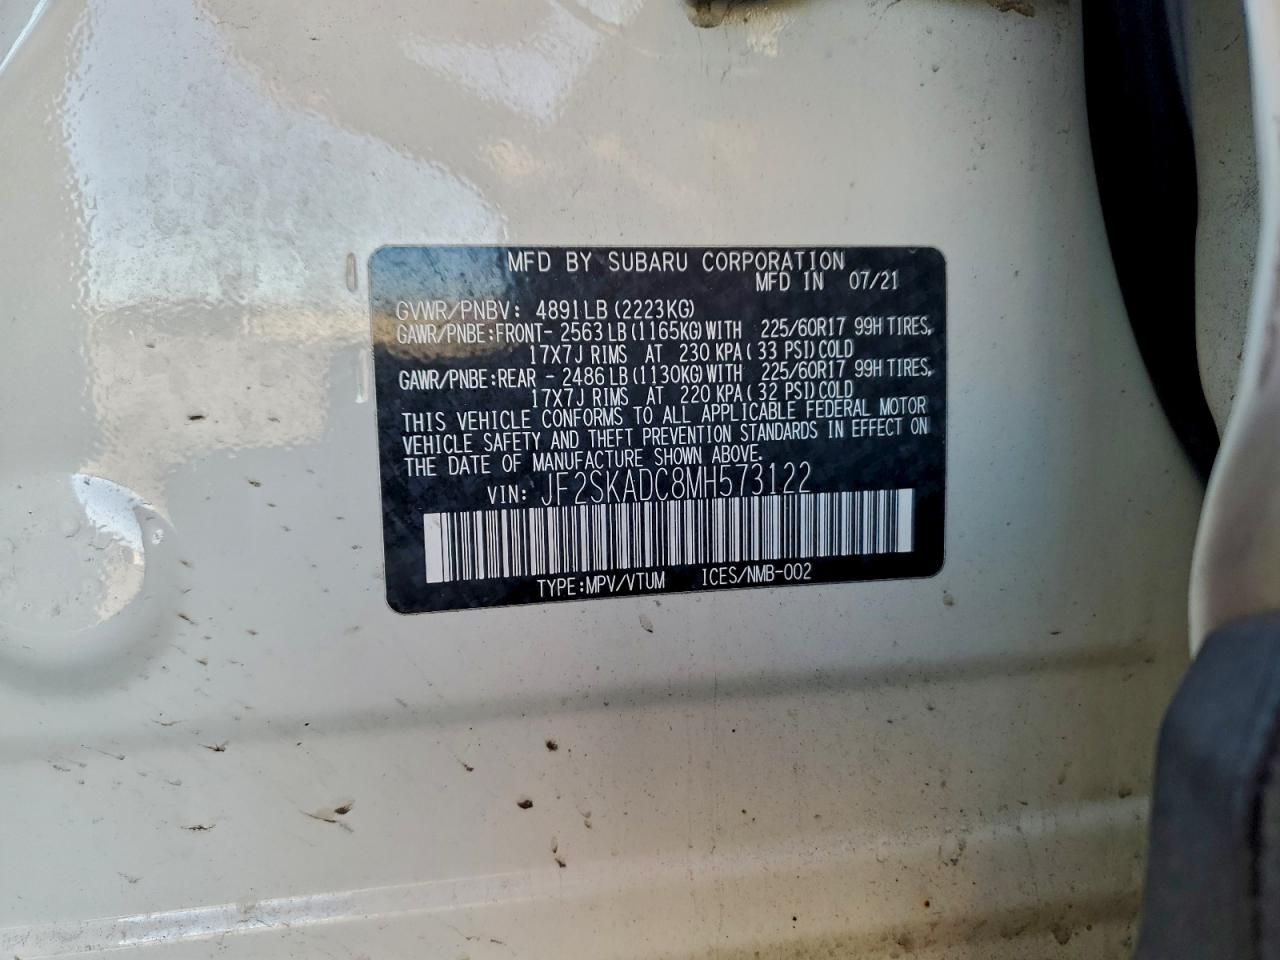 MFD BY SUBARU CORPORATION
MFD IN 07/21
GVWR/PNBV: 4891LB (2223KG)
GAWR/PNBE:FRONT- 2563LB (1165KG)WITH 225/60R17 99H TIRES,
17X7J RIMS AT 230 KPA( 33 PSI)COLD
GAWR/PNBE:REAR - 2486LB (1130KG)WITH 225/60R17 99H TIRES,
17X7J RIMS AT 220 KPA( 32 PSI)COLD
THIS VEHICLE CONFORMS TO ALL APPLICABLE FEDERAL MOTOR
VEHICLE SAFETY AND THEFT PREVENTION STANDARDS IN EFFECT ON
THE DATE OF MANUFACTURE SHOWN ABOVE.
VIN: JF2SKADC8MH573122
TYPE:MPV/VTUM ICES/NMB-002